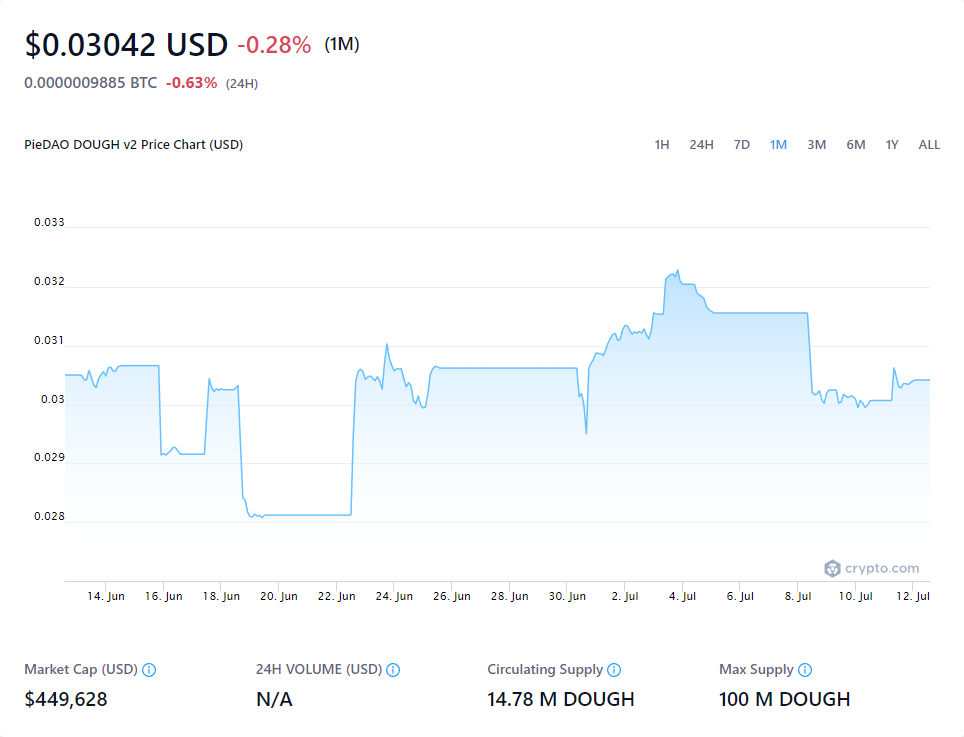 $0.03042 USD -0.28% (1M)
0.0000009885 BTC -0.63% (24H)
PieDAO DOUGH v2 Price Chart (USD) 1H 24H 7D 1M 3M 6M 1Y ALL
0.033
0.032
0.031
0.03
0.029
0.028
crypto.com
14. Jun 16. Jun 18. Jun 20. Jun 22. Jun 24. Jun 26. Jun 28. Jun 30. Jun 2. Jul 4. Jul 6. Jul 8. Jul 10. Jul 12. Jul
Market Cap (USD) 24H VOLUME (USD) Circulating Supply Max Supply
$449,628 N/A 14.78 M DOUGH 100 M DOUGH